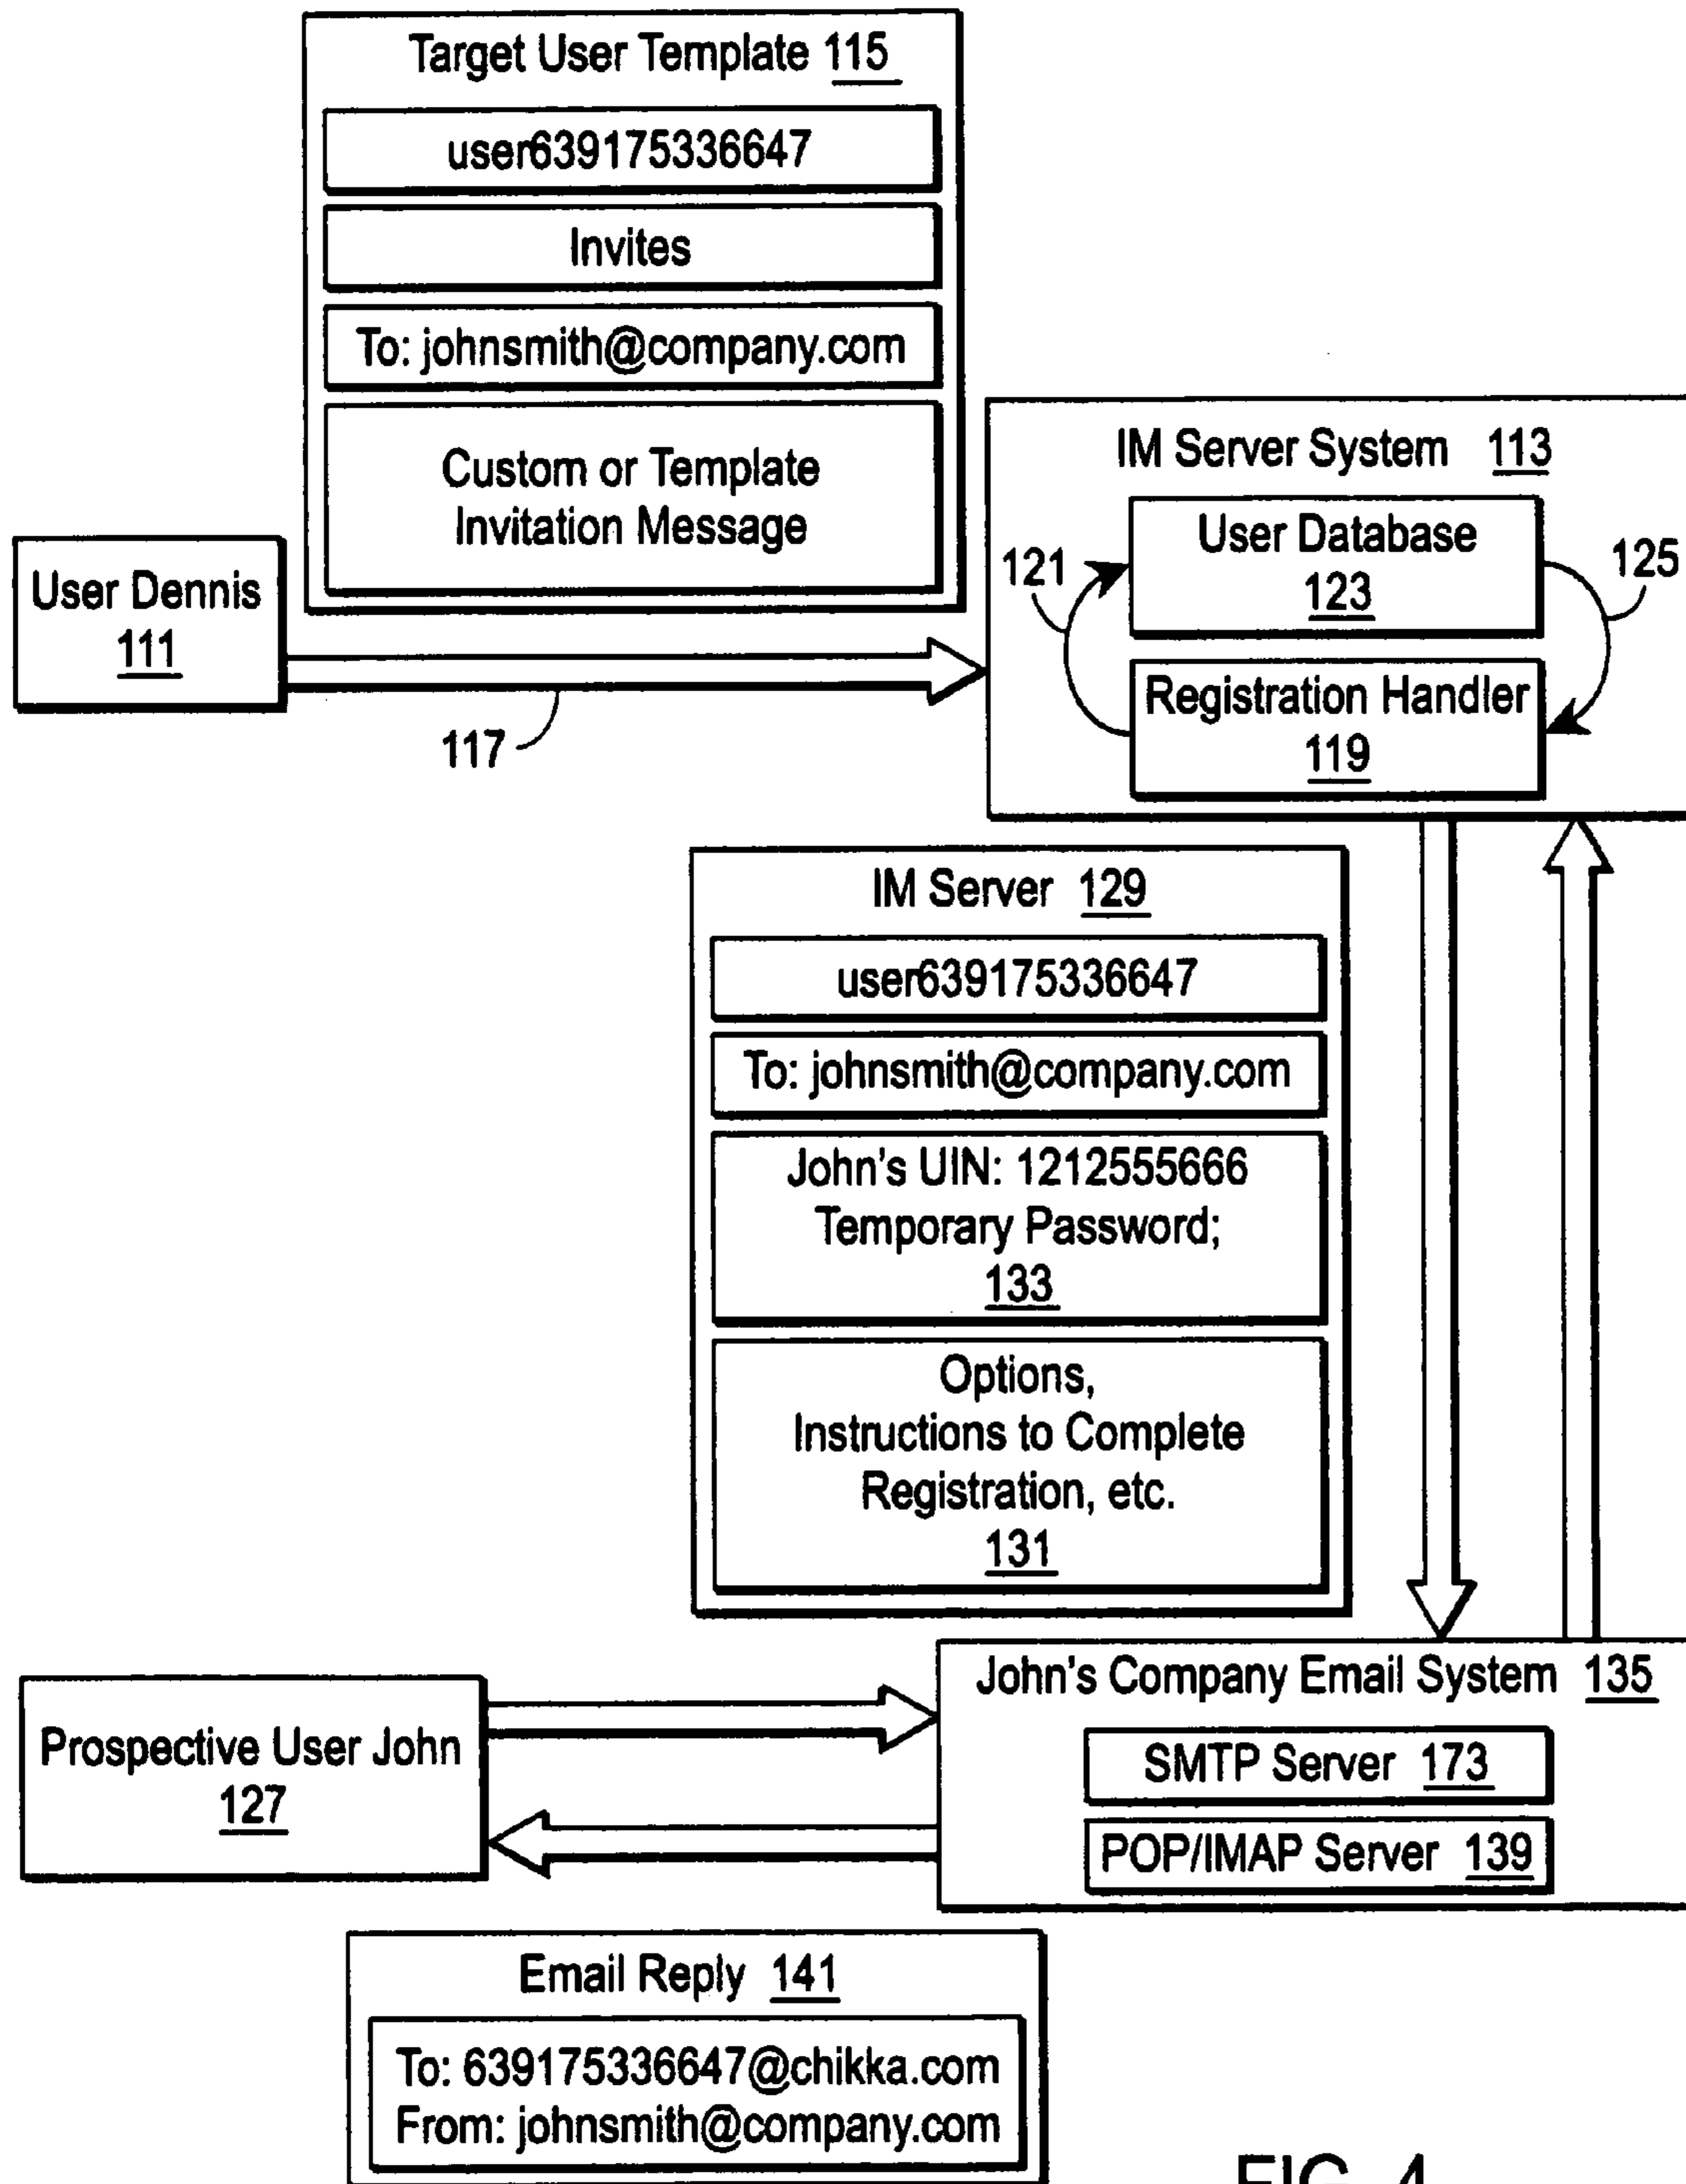 Target User Template 115
user639175336647
Invites
To: johnsmith@company.com
Custom or Template
Invitation Message
User Dennis
111
117
IM Server System 113
User Database
123
121
125
Registration Handler
119
IM Server 129
user639175336647
To: johnsmith@company.com
John's UIN: 1212555666
Temporary Password;
133
Options,
Instructions to Complete
Registration, etc.
131
John's Company Email System 135
SMTP Server 173
POP/IMAP Server 139
Prospective User John
127
Email Reply 141
To: 639175336647@chikka.com
From: johnsmith@company.com
FIG. 4